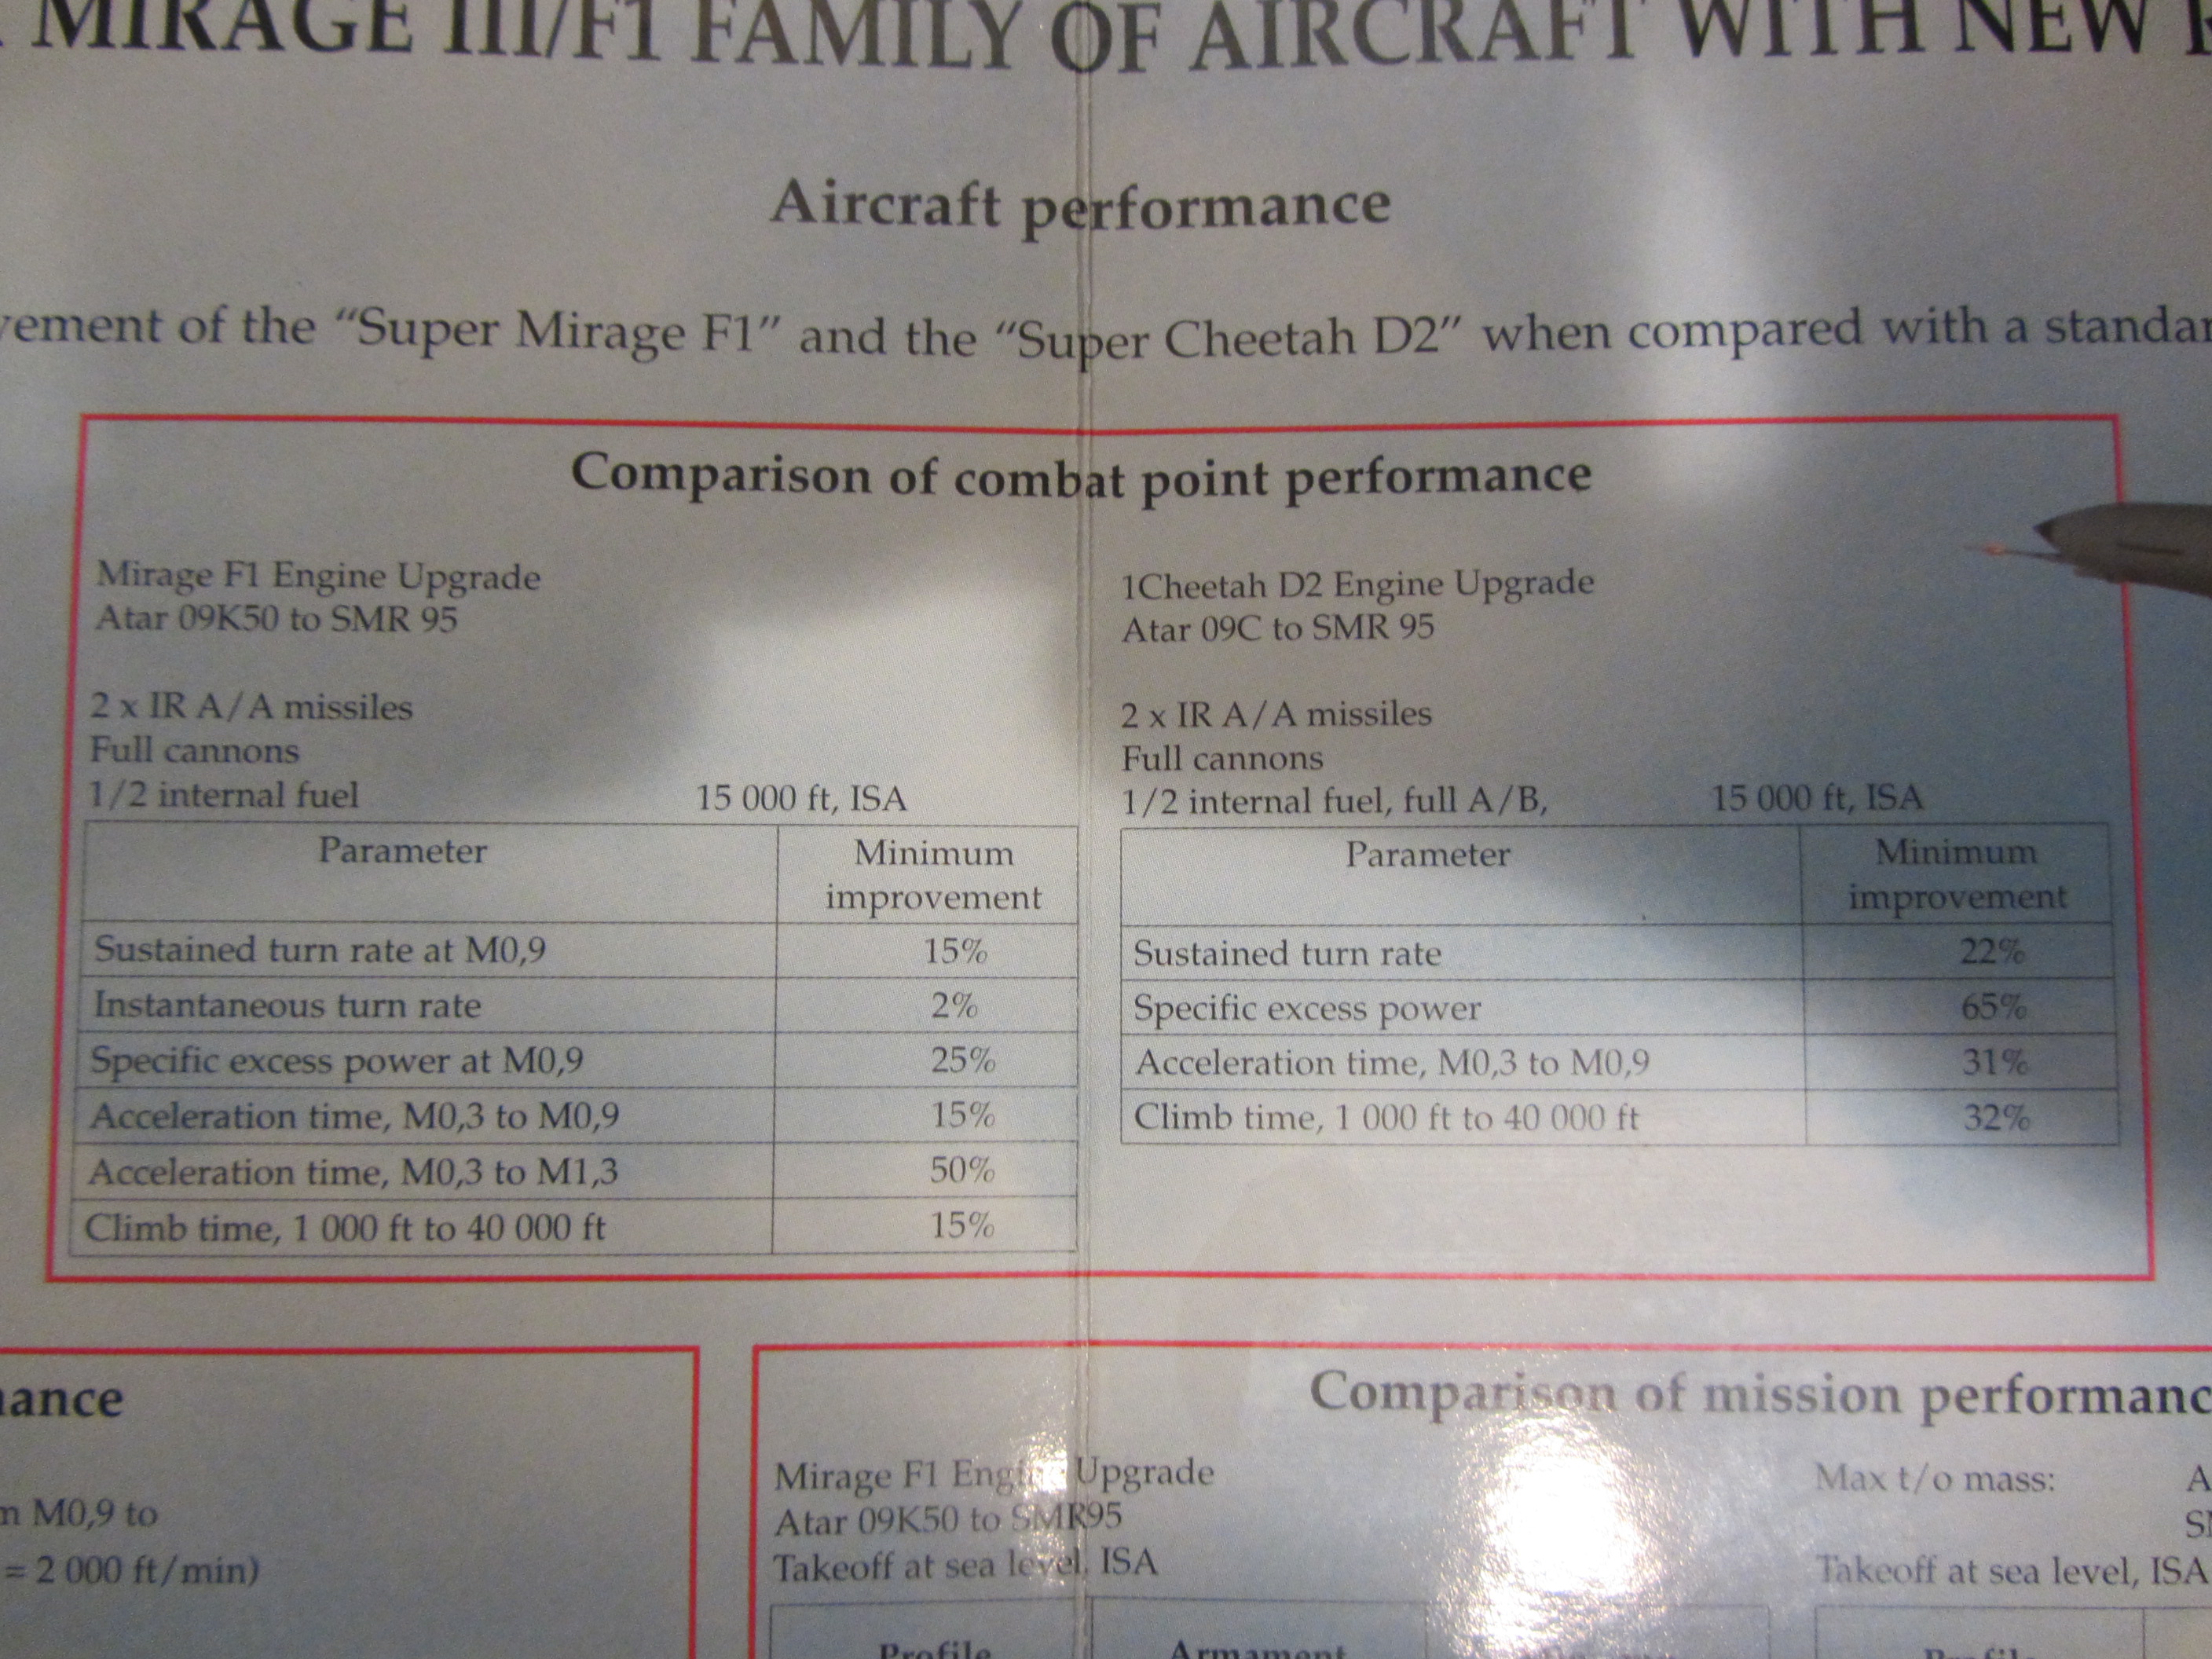 MIRAGE III/F1 FAMILY OF AIRCRAFT WITH NEW
Aircraft performance
vement of the “Super Mirage F1” and the “Super Cheetah D2” when compared with a standar
Comparison of combat point performance
Mirage F1 Engine Upgrade
Atar 09K50 to SMR 95
2 x IR A/A missiles
Full cannons
1/2 internal fuel 15 000 ft, ISA
Parameter Minimum
improvement
Sustained turn rate at M0,9 15%
Instantaneous turn rate 2%
Specific excess power at M0,9 25%
Acceleration time, M0,3 to M0,9 15%
Acceleration time, M0,3 to M1,3 50%
Climb time, 1 000 ft to 40 000 ft 15%
1Cheetah D2 Engine Upgrade
Atar 09C to SMR 95
2 x IR A/A missiles
Full cannons
1/2 internal fuel, full A/B, 15 000 ft, ISA
Parameter Minimum
improvement
Sustained turn rate 22%
Specific excess power 65%
Acceleration time, M0,3 to M0,9 31%
Climb time, 1 000 ft to 40 000 ft 32%
ance
M0,9 to
= 2 000 ft/min)
Comparison of mission performanc
Mirage F1 Engine Upgrade
Atar 09K50 to SMR95
Takeoff at sea level, ISA
Profile Armament
Max t/o mass: A
Takeoff at sea level, ISA
Profile